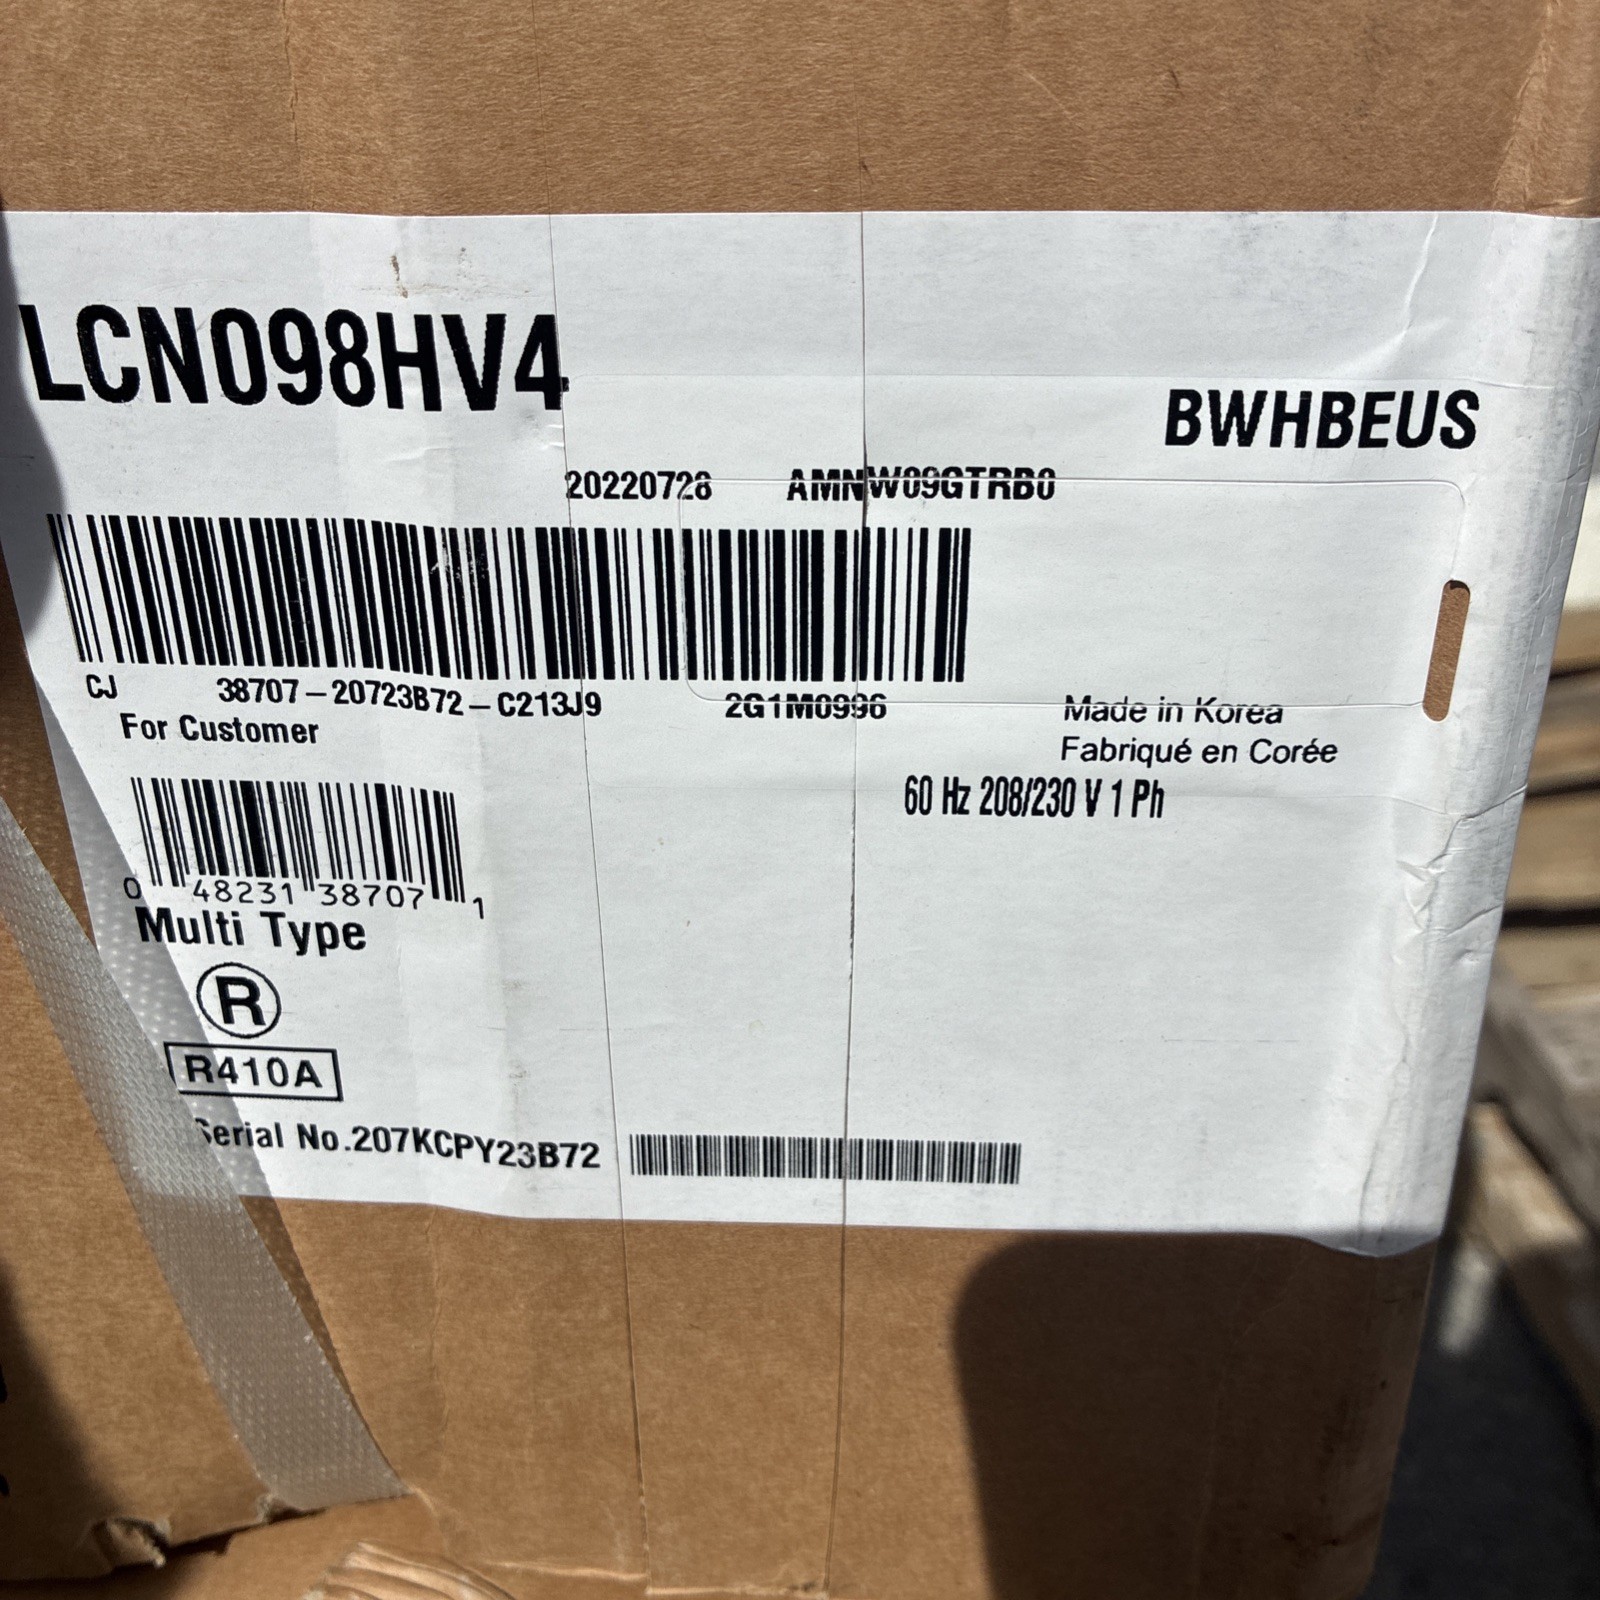 LCN098HV4
BWHBEUS
20220728 AMNW09GTRB0
CJ 38707-20723B72-C213J9 2G1M0996
Made in Korea
For Customer
Fabriqué en Corée
60 Hz 208/230 V 1 Ph
0 48231 38707 1
Multi Type
R
R410A
Serial No.207KCPY23B72